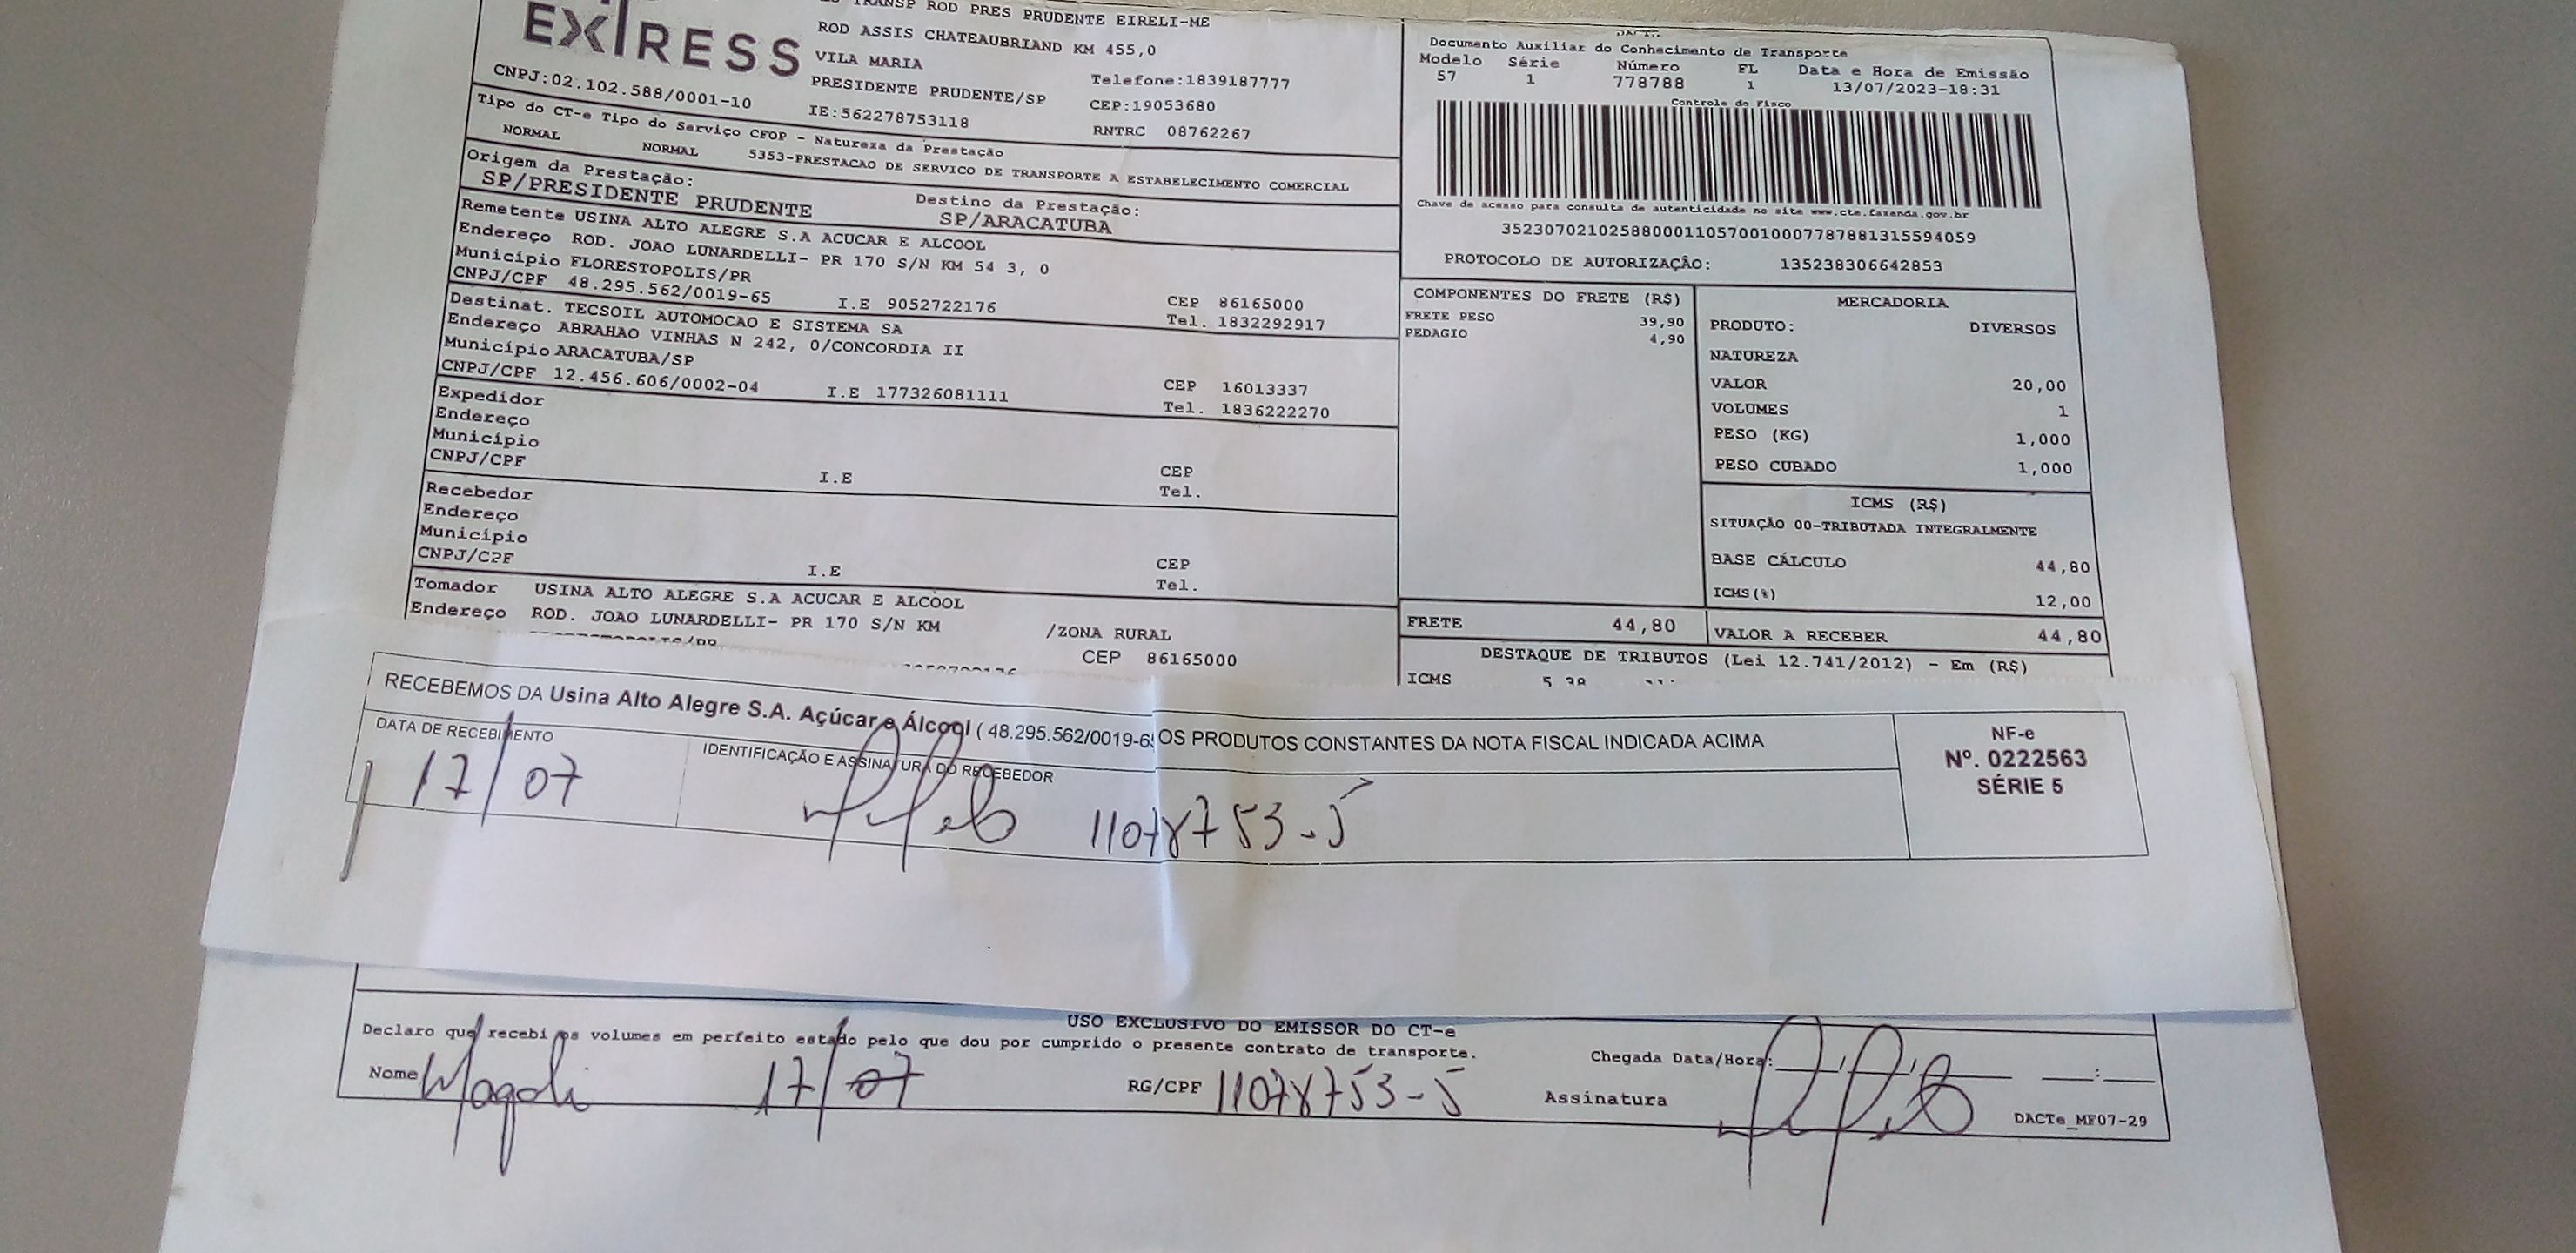 EXPRESS
TRANSP ROD PRES PRUDENTE EIRELI-ME
ROD ASSIS CHATEAUBRIAND KM 455,0
VILA MARIA
PRESIDENTE PRUDENTE/SP
Telefone:1839187777
CEP:19053680
CNPJ:02.102.588/0001-10
IE:562278753118
RNTRC 08762267
Tipo do CT-e Tipo do Serviço CFOP - Natureza da Prestação
NORMAL NORMAL 5353-PRESTACAO DE SERVICO DE TRANSPORTE A ESTABELECIMENTO COMERCIAL
Origem da Prestação: Destino da Prestação:
SP/PRESIDENTE PRUDENTE SP/ARACATUBA
Remetente USINA ALTO ALEGRE S.A ACUCAR E ALCOOL
Endereço ROD. JOAO LUNARDELLI- PR 170 S/N KM 54 3, 0
Município FLORESTOPOLIS/PR CEP 86165000
CNPJ/CPF 48.295.562/0019-65 I.E 9052722176 Tel. 1832292917
Destinat. TECSOIL AUTOMOCAO E SISTEMA SA
Endereço ABRAHAO VINHAS N 242, 0/CONCORDIA II
Município ARACATUBA/SP CEP 16013337
CNPJ/CPF 12.456.606/0002-04 I.E 177326081111 Tel. 1836222270
Expedidor
Endereço
Município CEP
CNPJ/CPF I.E Tel.
Recebedor
Endereço
Município CEP
CNPJ/CPF I.E Tel.
Tomador USINA ALTO ALEGRE S.A ACUCAR E ALCOOL
Endereço ROD. JOAO LUNARDELLI- PR 170 S/N KM /ZONA RURAL
CEP 86165000
Documento Auxiliar do Conhecimento de Transporte
Modelo Série Número FL Data e Hora de Emissão
57 1 778788 1 13/07/2023-18:31
Controle do Fisco
Chave de acesso para consulta de autenticidade no site www.cte.fazenda.gov.br
35230702102588000110570010007787881315594059
PROTOCOLO DE AUTORIZAÇÃO: 135238306642853
COMPONENTES DO FRETE (R$)
FRETE PESO 39,90
PEDAGIO 4,90
FRETE 44,80
MERCADORIA
PRODUTO: DIVERSOS
NATUREZA
VALOR 20,00
VOLUMES 1
PESO (KG) 1,000
PESO CUBADO 1,000
ICMS (R$)
SITUAÇÃO 00-TRIBUTADA INTEGRALMENTE
BASE CÁLCULO 44,80
ICMS(%) 12,00
VALOR A RECEBER 44,80
DESTAQUE DE TRIBUTOS (Lei 12.741/2012) - Em (R$)
ICMS 5,38
RECEBEMOS DA Usina Alto Alegre S.A. Açúcar e Álcool ( 48.295.562/0019-65 OS PRODUTOS CONSTANTES DA NOTA FISCAL INDICADA ACIMA
DATA DE RECEBIMENTO
17/07
IDENTIFICAÇÃO E ASSINATURA DO RECEBEDOR
11078753-5
NF-e
Nº. 0222563
SÉRIE 5
USO EXCLUSIVO DO EMISSOR DO CT-e
Declaro que recebi os volumes em perfeito estado pelo que dou por cumprido o presente contrato de transporte.
Chegada Data/Hora: / / :
Nome Magali 17/07 RG/CPF 11078753-5 Assinatura
DACTe_MF07-29